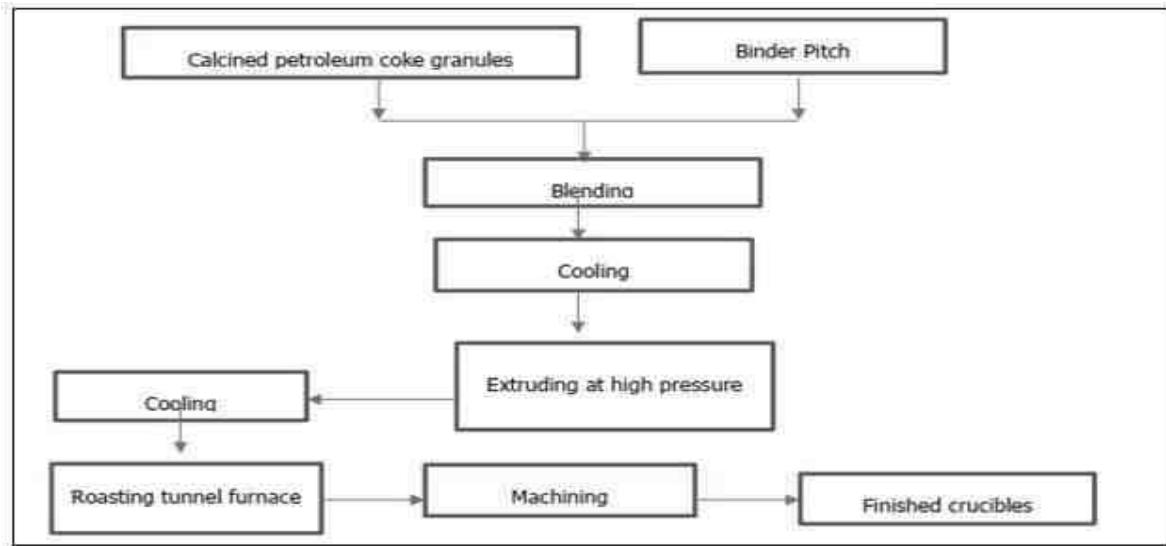 Calcined petroleum coke granules
Binder Pitch
Blending
Cooling
Extruding at high pressure
Cooling
Roasting tunnel furnace
Machining
Finished crucibles